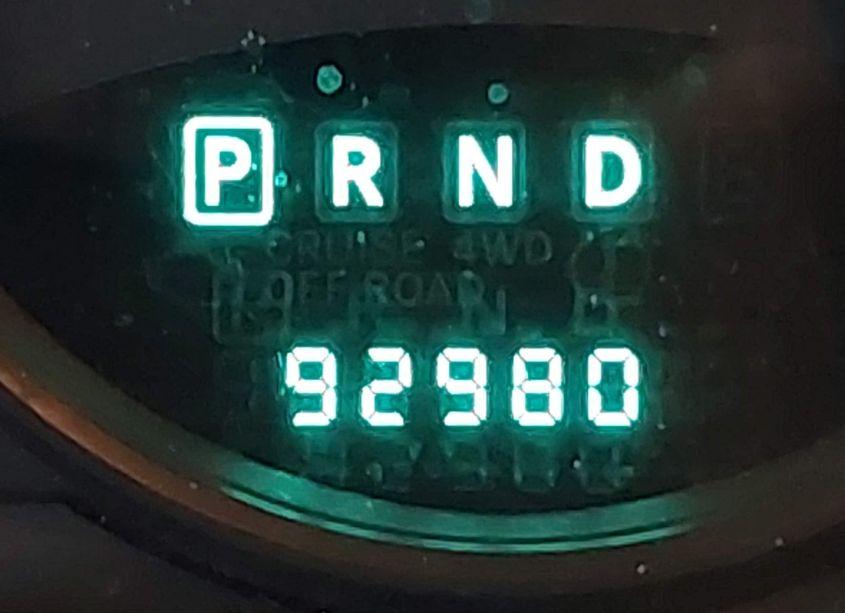 P R N D
CRUISE 4WD
OFF ROAD
92980